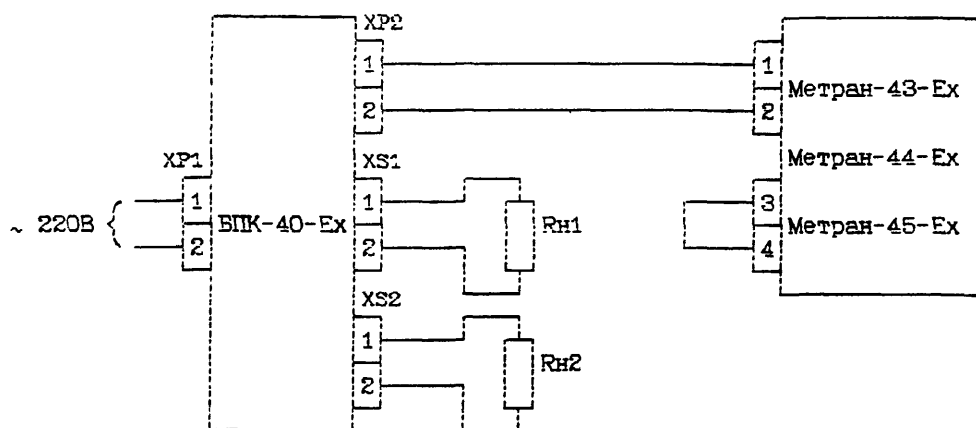 XP2
1
2
1
2
Метран-43-Ex
Метран-44-Ex
XP1
XS1
~ 220В
1
2
БПК-40-Ex
1
2
Rн1
3
4
Метран-45-Ex
XS2
1
2
Rн2